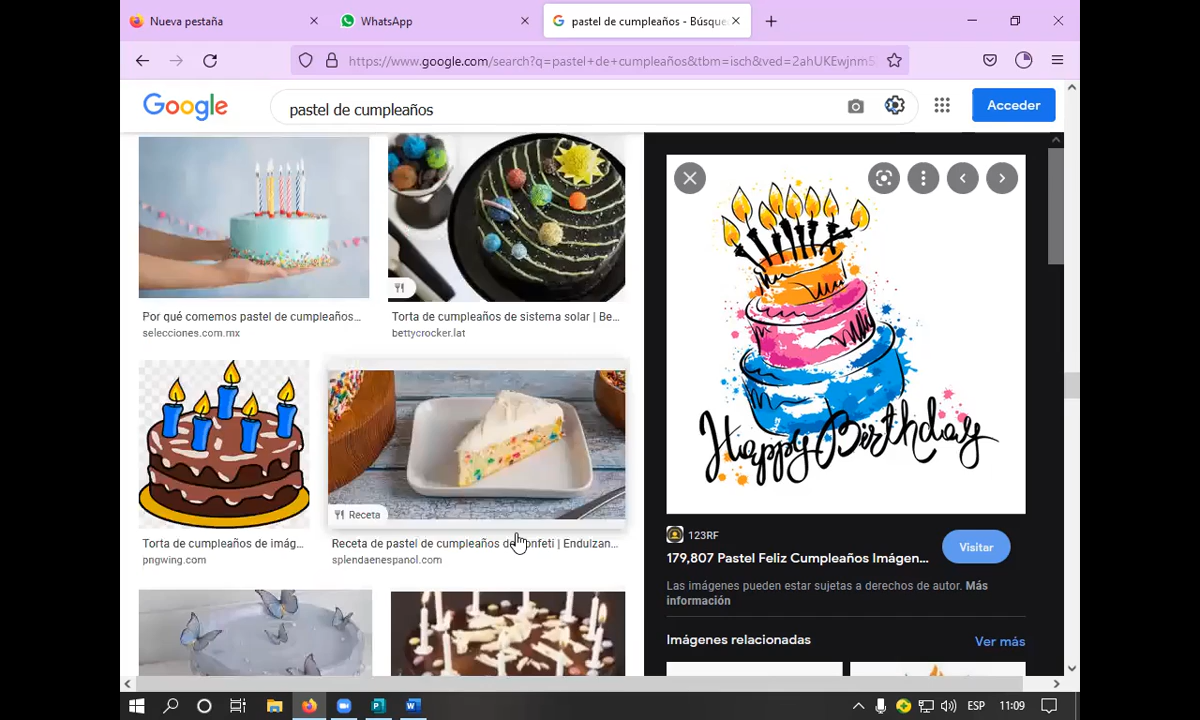 Nueva pestaña
WhatsApp
pastel de cumpleaños - Búsque
https://www.google.com/search?q=pastel+de+cumpleaños&tbm=isch&ved=2ahUKEwjnm5
Google
pastel de cumpleaños
Acceder
Por qué comemos pastel de cumpleaños...
selecciones.com.mx
Torta de cumpleaños de sistema solar | Be...
bettycrocker.lat
Happy Birthday
Receta
Torta de cumpleaños de imág...
pngwing.com
Receta de pastel de cumpleaños de confeti | Endulzan...
splendaenespanol.com
123RF
179,807 Pastel Feliz Cumpleaños Imágen...
Visitar
Las imágenes pueden estar sujetas a derechos de autor. Más
información
Imágenes relacionadas
Ver más
ESP
11:09